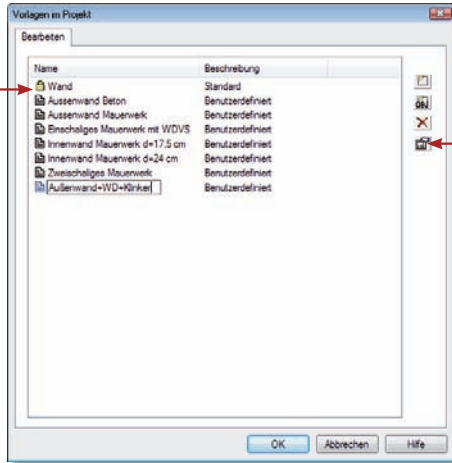 Vorlagen im Projekt
Bearbeiten
Name Beschreibung
Wand Standard
Aussenwand Beton Benutzerdefiniert
Aussenwand Mauerwerk Benutzerdefiniert
Einschaliges Mauerwerk mit WDVS Benutzerdefiniert
Innenwand Mauerwerk d=17.5 cm Benutzerdefiniert
Innenwand Mauerwerk d=24 cm Benutzerdefiniert
Zweischaliges Mauerwerk Benutzerdefiniert
Außenwand+WD+Klinker Benutzerdefiniert
OK Abbrechen Hilfe